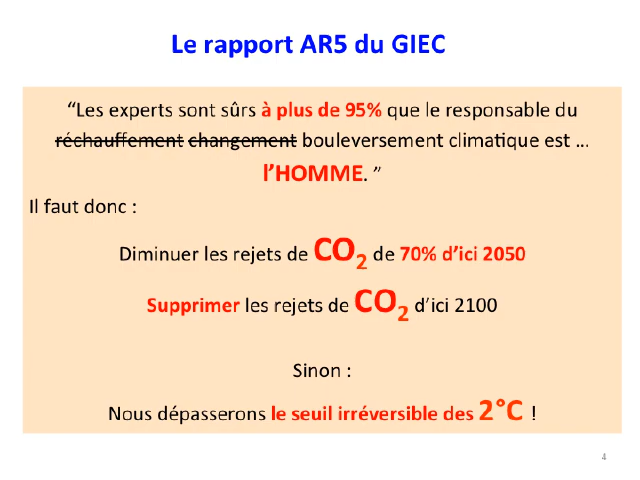 Le rapport AR5 du GIEC
“Les experts sont sûrs à plus de 95% que le responsable du
réchauffement changement bouleversement climatique est …
l’HOMME. ”
Il faut donc :
Diminuer les rejets de CO2 de 70% d’ici 2050
Supprimer les rejets de CO2 d’ici 2100
Sinon :
Nous dépasserons le seuil irréversible des 2°C !
4